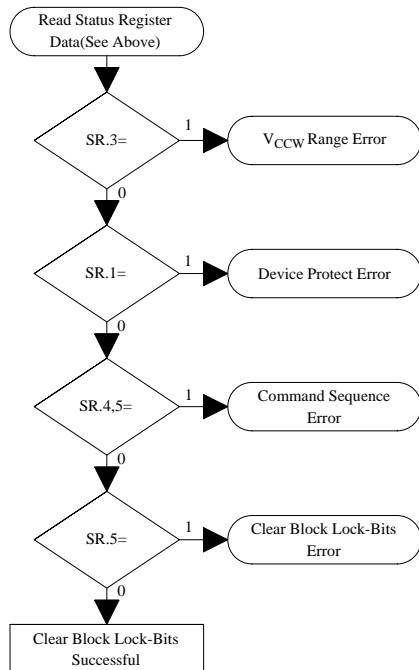 Read Status Register
Data(See Above)
SR.3=
1
V_CCW Range Error
0
SR.1=
1
Device Protect Error
0
SR.4,5=
1
Command Sequence
Error
0
SR.5=
1
Clear Block Lock-Bits
Error
0
Clear Block Lock-Bits
Successful